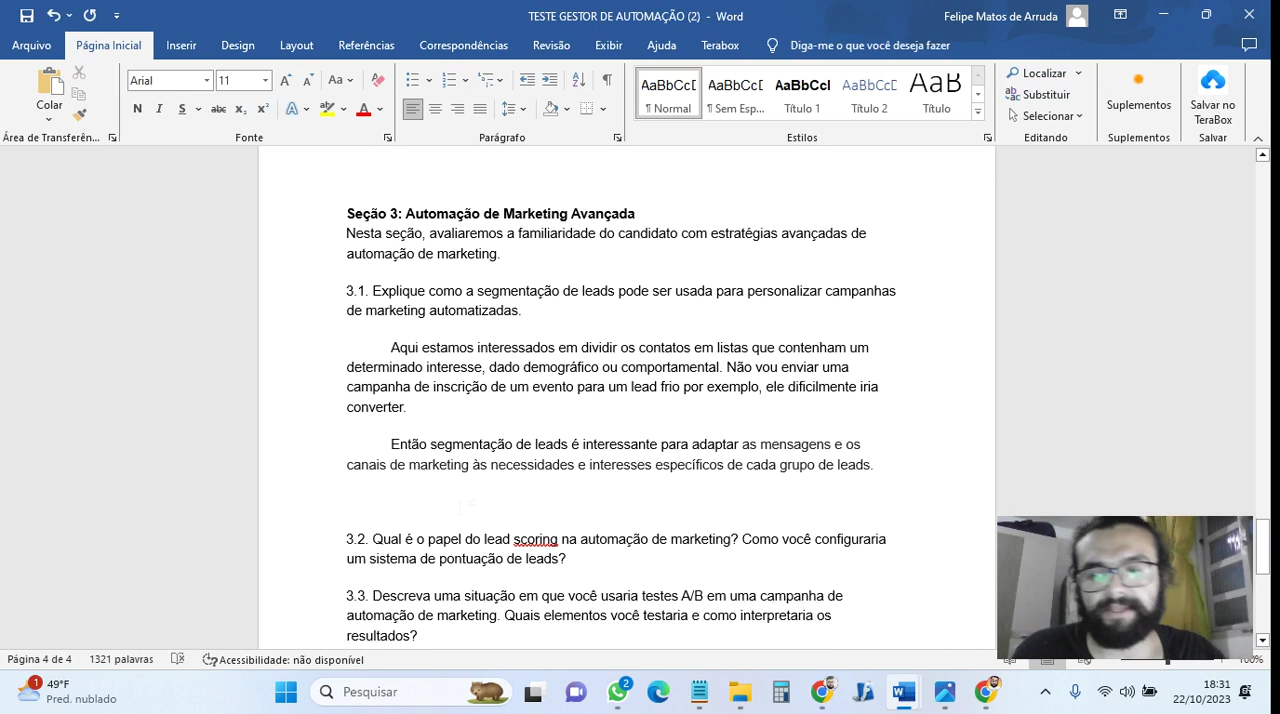 TESTE GESTOR DE AUTOMAÇÃO (2) - Word
Felipe Matos de Arruda
Arquivo Página Inicial Inserir Design Layout Referências Correspondências Revisão Exibir Ajuda Terabox Diga-me o que você deseja fazer
Colar
Área de Transferên...
Arial 11
Fonte
Parágrafo
AaBbCcD AaBbCcD AaBbCcI AaBbCcD AaB
¶ Normal ¶ Sem Esp... Título 1 Título 2 Título
Estilos
Localizar
Substituir
Selecionar
Editando
Suplementos
Suplementos
Salvar no
TeraBox
Salvar
Seção 3: Automação de Marketing Avançada
Nesta seção, avaliaremos a familiaridade do candidato com estratégias avançadas de
automação de marketing.
3.1. Explique como a segmentação de leads pode ser usada para personalizar campanhas
de marketing automatizadas.
Aqui estamos interessados em dividir os contatos em listas que contenham um
determinado interesse, dado demográfico ou comportamental. Não vou enviar uma
campanha de inscrição de um evento para um lead frio por exemplo, ele dificilmente iria
converter.
Então segmentação de leads é interessante para adaptar as mensagens e os
canais de marketing às necessidades e interesses específicos de cada grupo de leads.
3.2. Qual é o papel do lead scoring na automação de marketing? Como você configuraria
um sistema de pontuação de leads?
3.3. Descreva uma situação em que você usaria testes A/B em uma campanha de
automação de marketing. Quais elementos você testaria e como interpretaria os
resultados?
Página 4 de 4 1321 palavras Acessibilidade: não disponível
100%
1
49°F
Pred. nublado
Pesquisar
2
18:31
22/10/2023